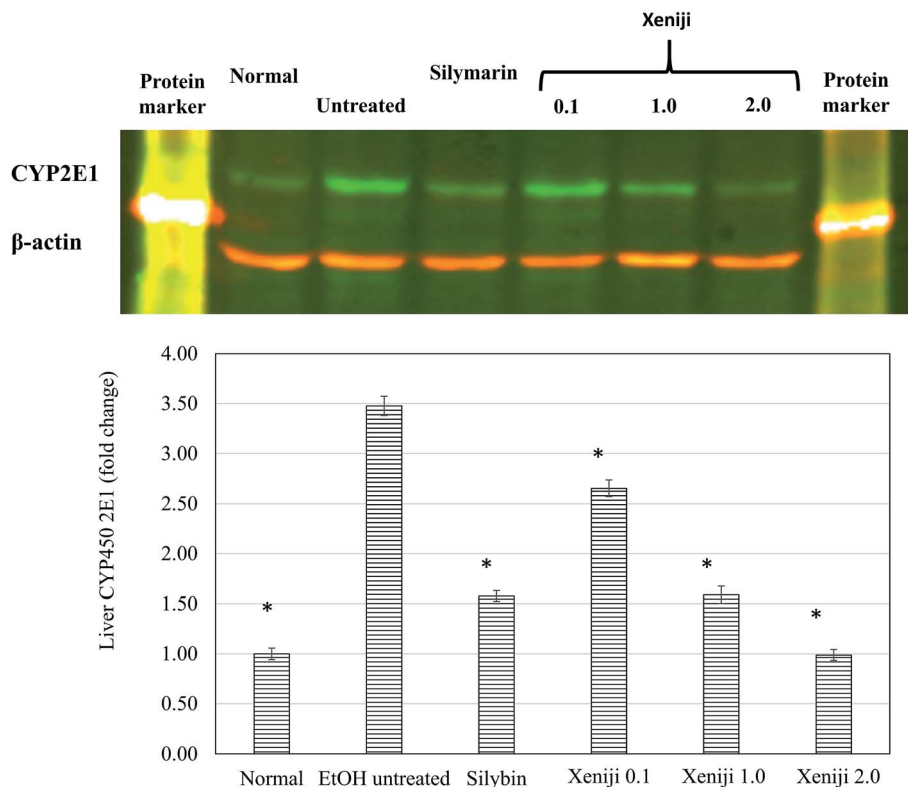 Xeniji
Protein marker
Normal
Untreated
Silymarin
0.1
1.0
2.0
Protein marker
CYP2E1
β-actin
Liver CYP450 2E1 (fold change)
4.00
3.50
3.00
2.50
2.00
1.50
1.00
0.50
0.00
*
*
*
*
*
Normal
EtOH untreated
Silybin
Xeniji 0.1
Xeniji 1.0
Xeniji 2.0